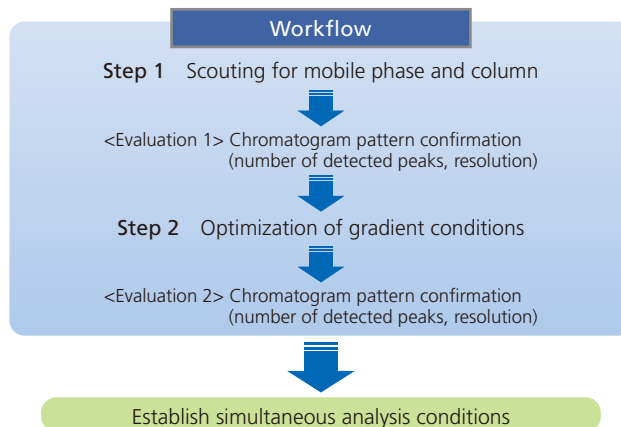 Workflow
Step 1 Scouting for mobile phase and column
<Evaluation 1> Chromatogram pattern confirmation
(number of detected peaks, resolution)
Step 2 Optimization of gradient conditions
<Evaluation 2> Chromatogram pattern confirmation
(number of detected peaks, resolution)
Establish simultaneous analysis conditions